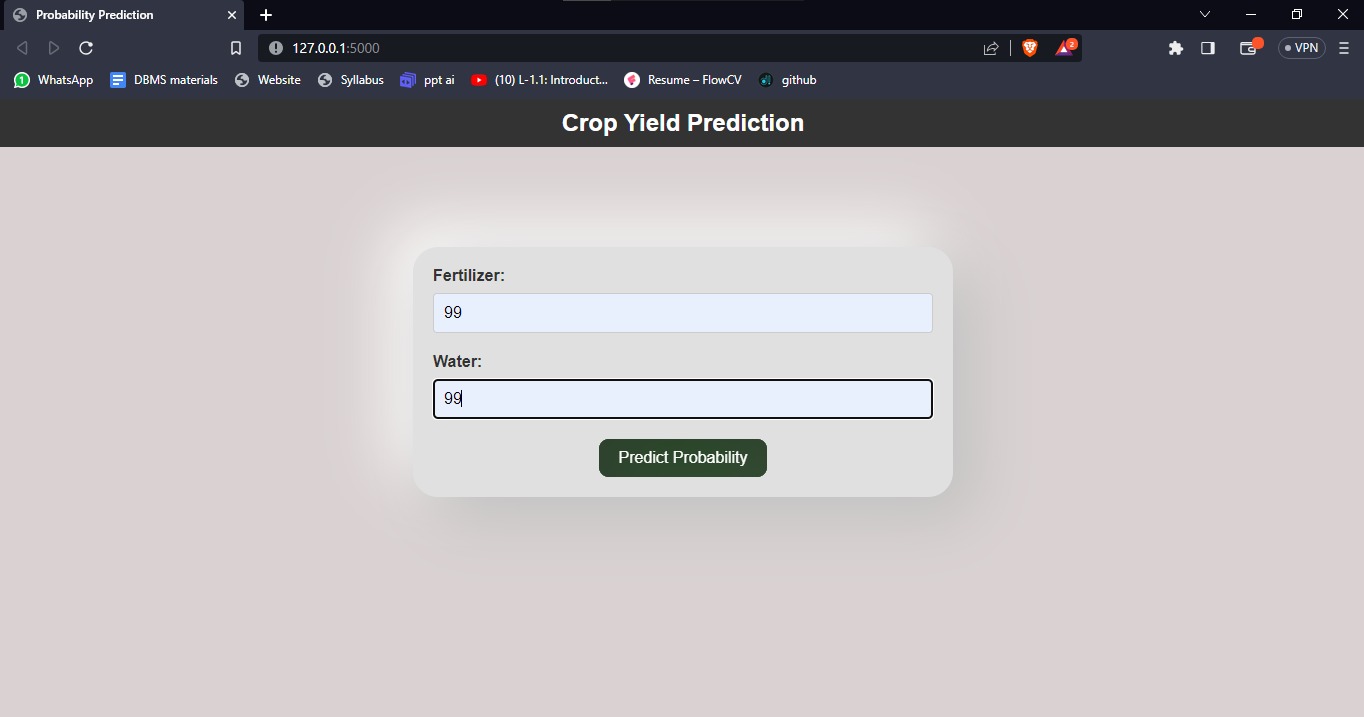 Probability Prediction
127.0.0.1:5000
2
VPN
1 WhatsApp DBMS materials Website Syllabus ppt ai (10) L-1.1: Introduct... Resume – FlowCV github
Crop Yield Prediction
Fertilizer:
99
Water:
99
Predict Probability